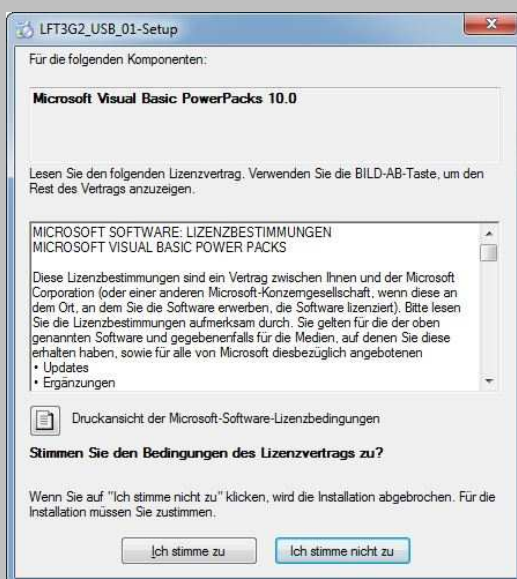 LFT3G2_USB_01-Setup
Für die folgenden Komponenten:
Microsoft Visual Basic PowerPacks 10.0
Lesen Sie den folgenden Lizenzvertrag. Verwenden Sie die BILD-AB-Taste, um den
Rest des Vertrags anzuzeigen.
MICROSOFT SOFTWARE: LIZENZBESTIMMUNGEN
MICROSOFT VISUAL BASIC POWER PACKS
Diese Lizenzbestimmungen sind ein Vertrag zwischen Ihnen und der Microsoft
Corporation (oder einer anderen Microsoft-Konzerngesellschaft, wenn diese an
dem Ort, an dem Sie die Software erwerben, die Software lizenziert). Bitte lesen
Sie die Lizenzbestimmungen aufmerksam durch. Sie gelten für die der oben
genannten Software und gegebenenfalls für die Medien, auf denen Sie diese
erhalten haben, sowie für alle von Microsoft diesbezüglich angebotenen
• Updates
• Ergänzungen
Druckansicht der Microsoft-Software-Lizenzbedingungen
Stimmen Sie den Bedingungen des Lizenzvertrags zu?
Wenn Sie auf "Ich stimme nicht zu" klicken, wird die Installation abgebrochen. Für die
Installation müssen Sie zustimmen.
Ich stimme zu Ich stimme nicht zu